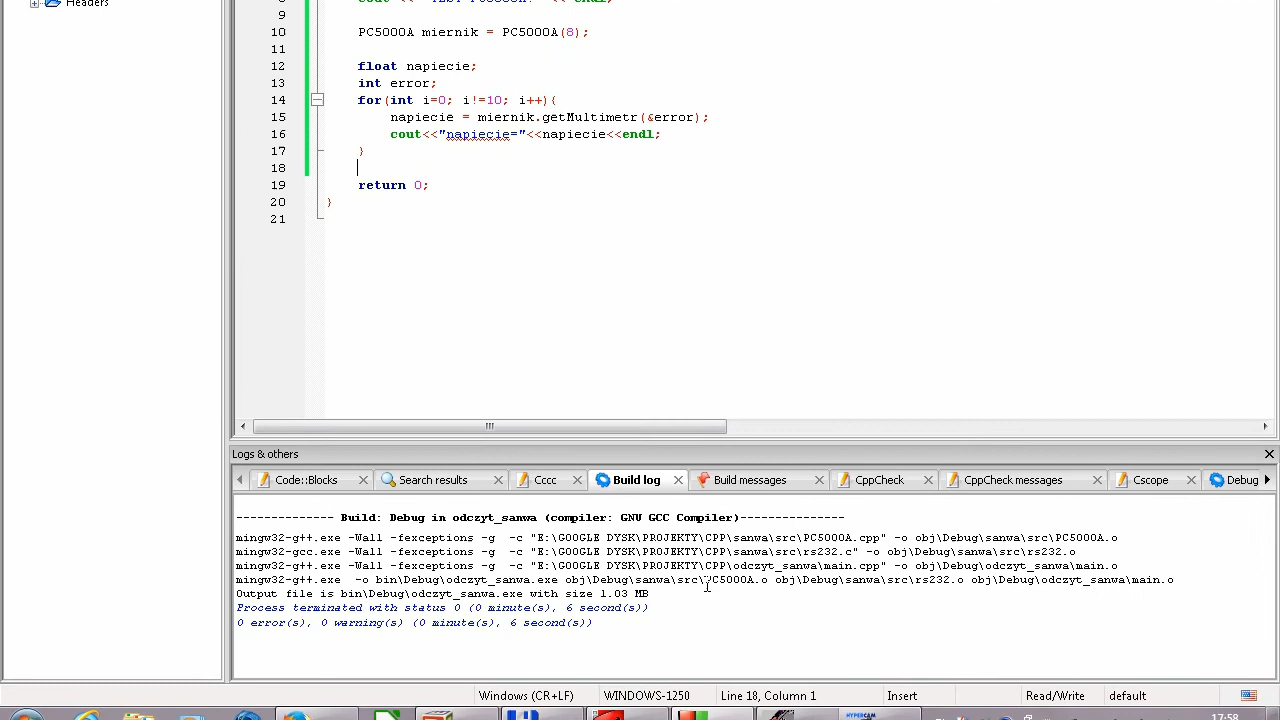 Headers
9
10 PC5000A miernik = PC5000A(8);
11
12 float napiecie;
13 int error;
14 for(int i=0; i!=10; i++){
15 napiecie = miernik.getMultimetr(&error);
16 cout<<"napiecie="<<napiecie<<endl;
17 }
18
19 return 0;
20 }
21
Logs & others
Code::Blocks Search results Cccc Build log Build messages CppCheck CppCheck messages Cscope Debug
-------------- Build: Debug in odczyt_sanwa (compiler: GNU GCC Compiler)---------------
mingw32-g++.exe -Wall -fexceptions -g -c "E:\GOOGLE DYSK\PROJEKTY\CPP\sanwa\src\PC5000A.cpp" -o obj\Debug\sanwa\src\PC5000A.o
mingw32-gcc.exe -Wall -fexceptions -g -c "E:\GOOGLE DYSK\PROJEKTY\CPP\sanwa\src\rs232.c" -o obj\Debug\sanwa\src\rs232.o
mingw32-g++.exe -Wall -fexceptions -g -c "E:\GOOGLE DYSK\PROJEKTY\CPP\odczyt_sanwa\main.cpp" -o obj\Debug\odczyt_sanwa\main.o
mingw32-g++.exe -o bin\Debug\odczyt_sanwa.exe obj\Debug\sanwa\src\PC5000A.o obj\Debug\sanwa\src\rs232.o obj\Debug\odczyt_sanwa\main.o
Output file is bin\Debug\odczyt_sanwa.exe with size 1.03 MB
Process terminated with status 0 (0 minute(s), 6 second(s))
0 error(s), 0 warning(s) (0 minute(s), 6 second(s))
Windows (CR+LF) WINDOWS-1250 Line 18, Column 1 Insert Read/Write default
HYPERCAM 17:58